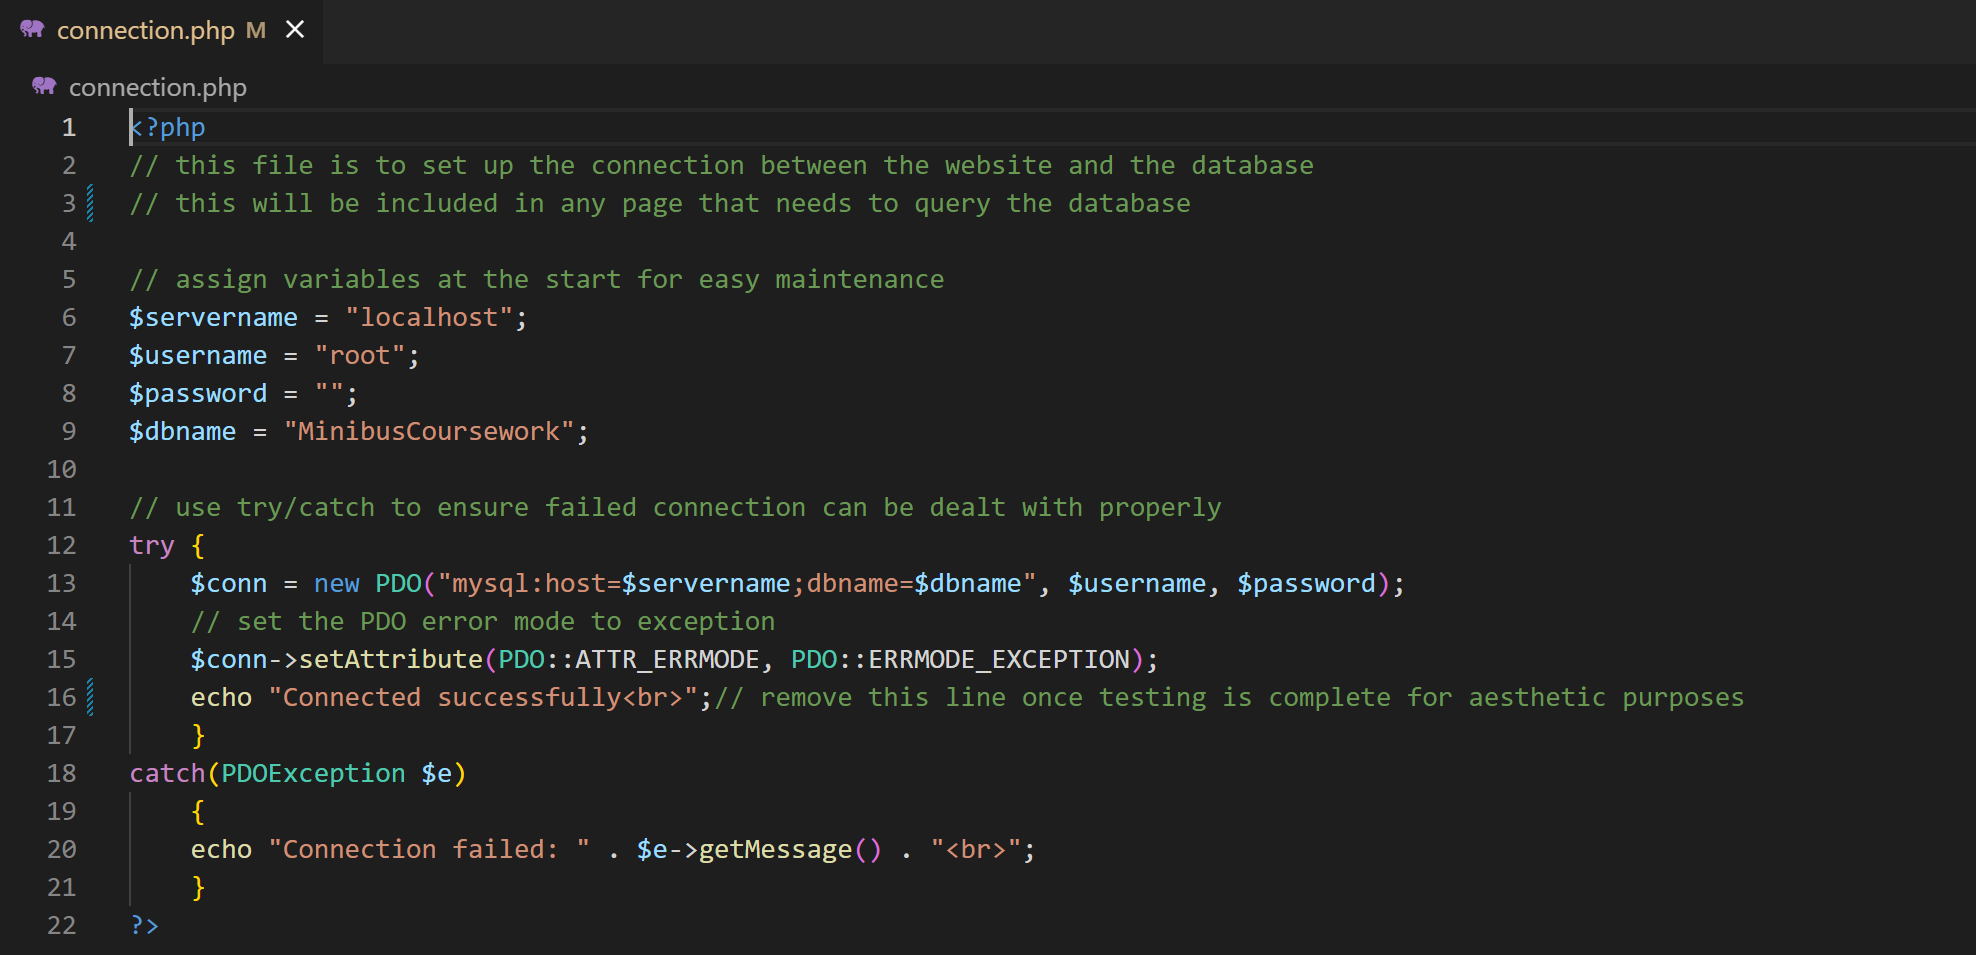 connection.php M ×
connection.php
1 <?php
2 // this file is to set up the connection between the website and the database
3 // this will be included in any page that needs to query the database
4
5 // assign variables at the start for easy maintenance
6 $servername = "localhost";
7 $username = "root";
8 $password = "";
9 $dbname = "MinibusCoursework";
10
11 // use try/catch to ensure failed connection can be dealt with properly
12 try {
13     $conn = new PDO("mysql:host=$servername;dbname=$dbname", $username, $password);
14     // set the PDO error mode to exception
15     $conn->setAttribute(PDO::ATTR_ERRMODE, PDO::ERRMODE_EXCEPTION);
16     echo "Connected successfully<br>";// remove this line once testing is complete for aesthetic purposes
17     }
18 catch(PDOException $e)
19     {
20     echo "Connection failed: " . $e->getMessage() . "<br>";
21     }
22 ?>